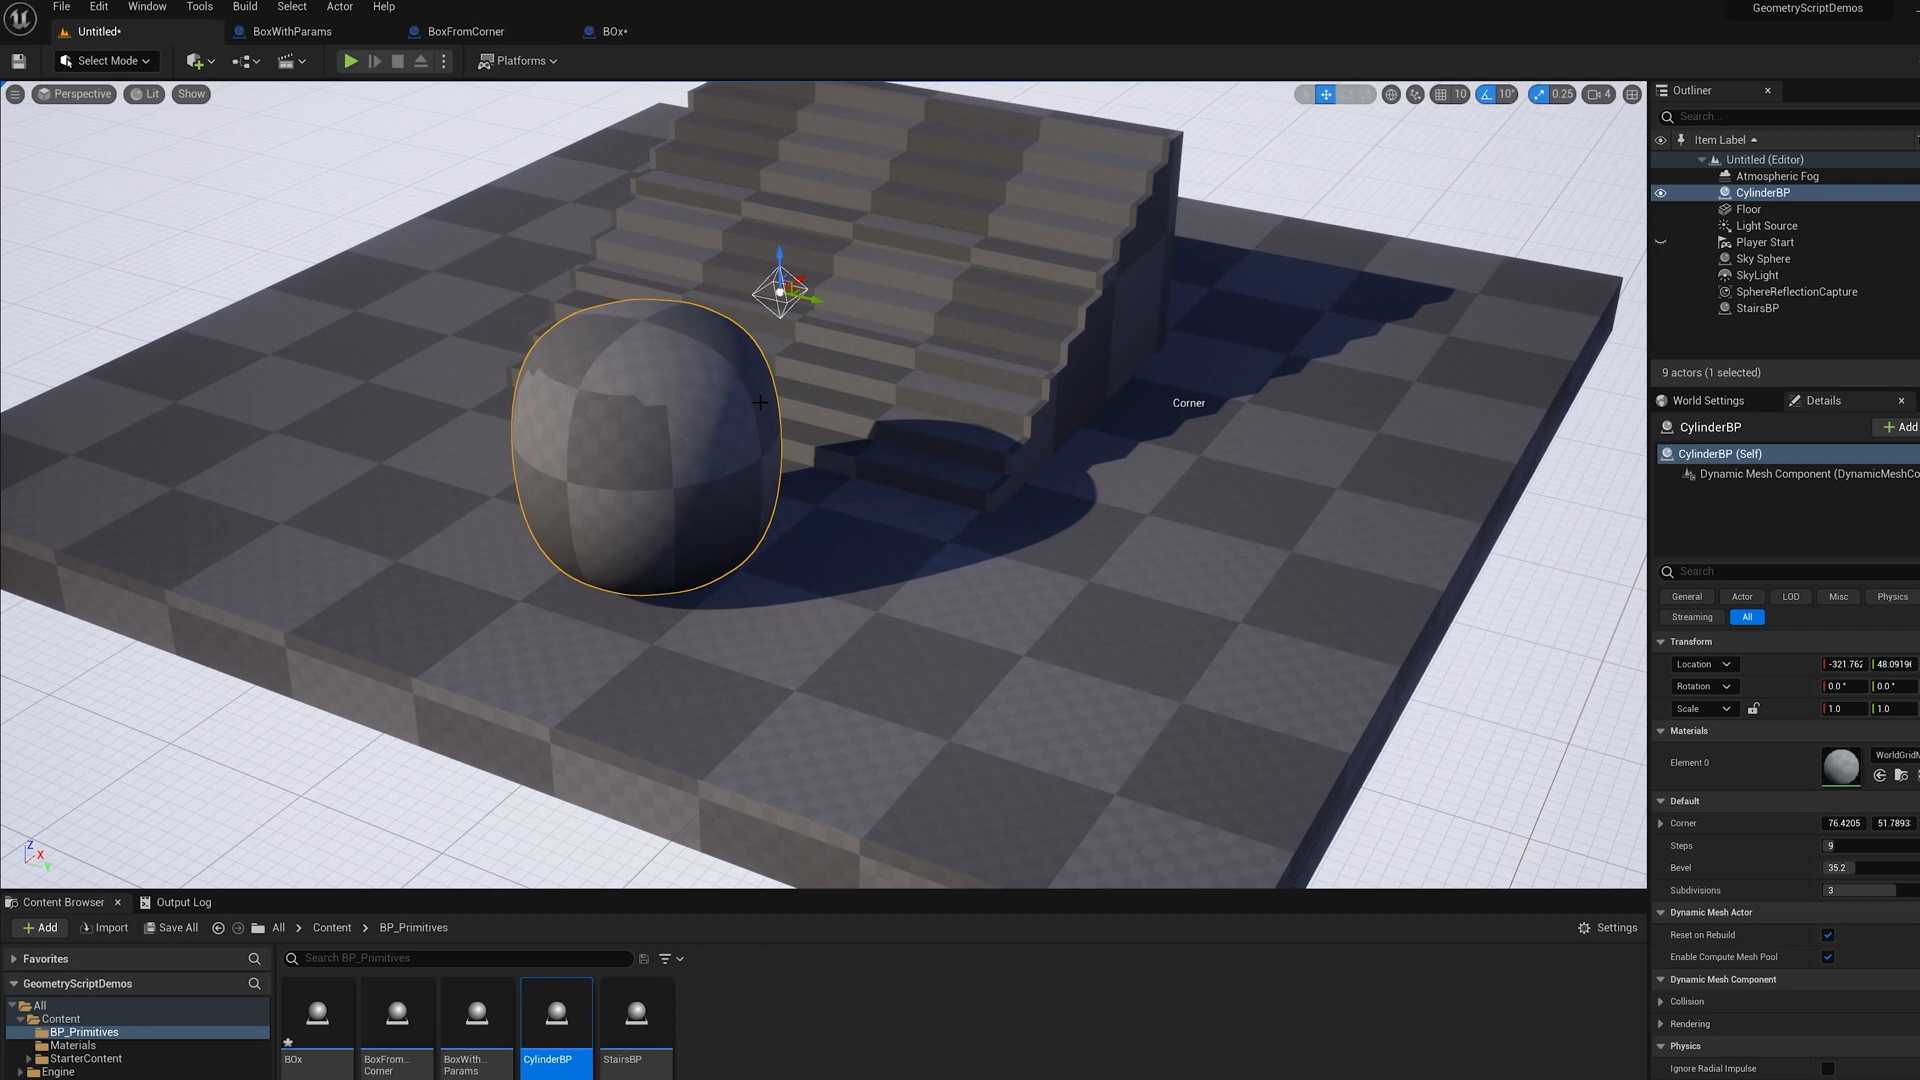 File Edit Window Tools Build Select Actor Help
GeometryScriptDemos
Untitled* BoxWithParams BoxFromCorner BOx*
Select Mode Platforms
Perspective Lit Show 10 10° 0.25 4
Outliner
Search...
Item Label
Untitled (Editor)
Atmospheric Fog
CylinderBP
Floor
Light Source
Player Start
Sky Sphere
SkyLight
SphereReflectionCapture
StairsBP
9 actors (1 selected)
Corner
World Settings Details
CylinderBP Add
CylinderBP (Self)
Dynamic Mesh Component (DynamicMeshCo
Search
General Actor LOD Misc Physics
Streaming All
Transform
Location -321.762 48.0919
Rotation 0.0° 0.0°
Scale 1.0 1.0
Materials
Element 0 WorldGridM
Default
Corner 76.4205 51.7893
Steps 9
Bevel 35.2
Subdivisions 3
Dynamic Mesh Actor
Reset on Rebuild
Enable Compute Mesh Pool
Dynamic Mesh Component
Collision
Rendering
Physics
Ignore Radial Impulse
Z
X
Y
Content Browser Output Log
Add Import Save All All Content BP_Primitives Settings
Favorites
Search BP_Primitives
GeometryScriptDemos
All
Content
BP_Primitives
Materials
StarterContent
Engine
BOx
BoxFrom...
Corner
BoxWith...
Params
CylinderBP
StairsBP